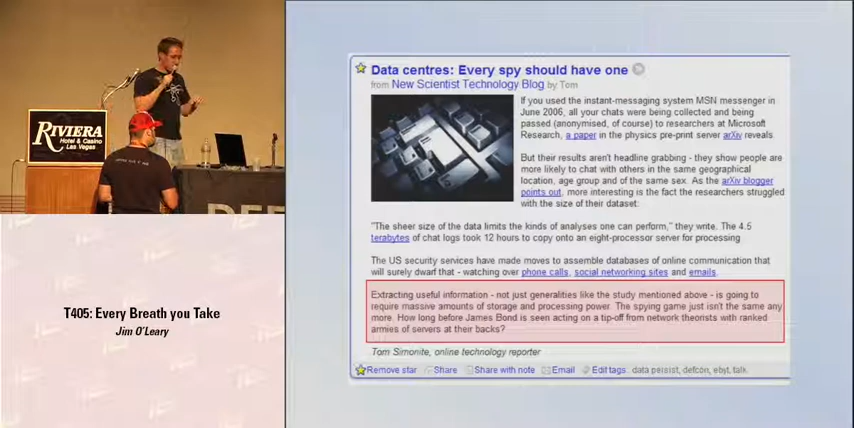 RIVIERA
Hotel & Casino
Las Vegas
DEF
T405: Every Breath you Take
Jim O'Leary
Data centres: Every spy should have one
from New Scientist Technology Blog by Tom
If you used the instant-messaging system MSN messenger in
June 2006, all your chats were being collected and being
passed (anonymised, of course) to researchers at Microsoft
Research, a paper in the physics pre-print server arXiv reveals
But their results aren't headline grabbing - they show people are
more likely to chat with others in the same geographical
location, age group and of the same sex. As the arXiv blogger
points out, more interesting is the fact the researchers struggled
with the size of their dataset:
"The sheer size of the data limits the kinds of analyses one can perform," they write. The 4.5
terabytes of chat logs took 12 hours to copy onto an eight-processor server for processing
The US security services have made moves to assemble databases of online communication that
will surely dwarf that - watching over phone calls, social networking sites and emails.
Extracting useful information - not just generalities like the study mentioned above - is going to
require massive amounts of storage and processing power. The spying game just isn't the same any
more. How long before James Bond is seen acting on a tip-off from network theorists with ranked
armies of servers at their backs?
Tom Simonite, online technology reporter
Remove star Share Share with note Email Edit tags data persist, defcon, ebyt, talk